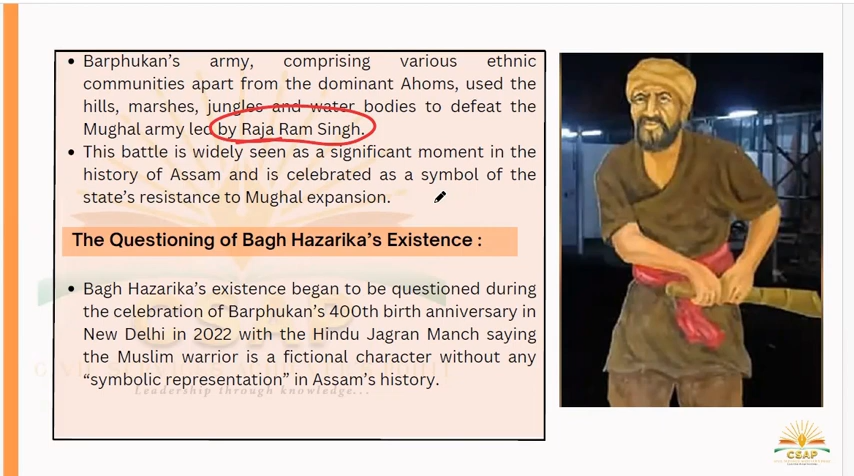 • Barphukan's army, comprising various ethnic
communities apart from the dominant Ahoms, used the
hills, marshes, jungles and water bodies to defeat the
Mughal army led by Raja Ram Singh.
• This battle is widely seen as a significant moment in the
history of Assam and is celebrated as a symbol of the
state's resistance to Mughal expansion.
The Questioning of Bagh Hazarika's Existence :
• Bagh Hazarika's existence began to be questioned during
the celebration of Barphukan's 400th birth anniversary in
New Delhi in 2022 with the Hindu Jagran Manch saying
the Muslim warrior is a fictional character without any
"symbolic representation" in Assam's history.
Leadership through knowledge...
CSAP
CSAP